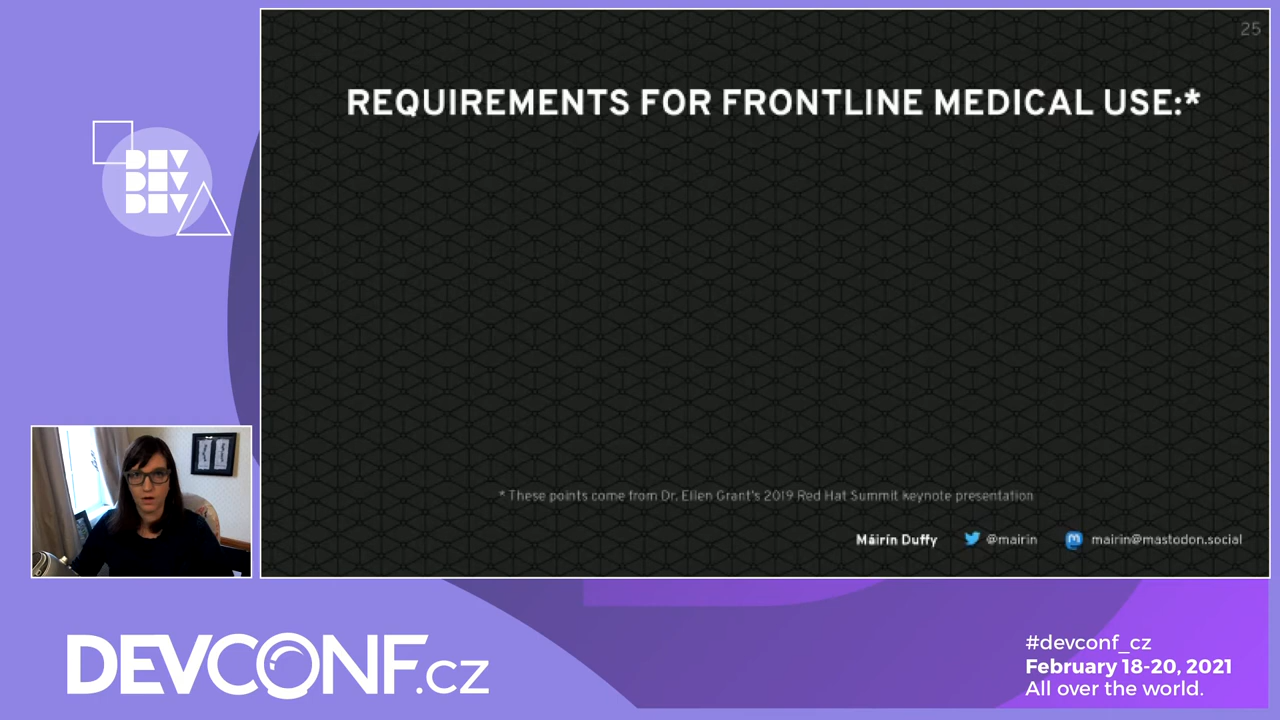 25
REQUIREMENTS FOR FRONTLINE MEDICAL USE:*
DEV
DEV
DEV
* These points come from Dr. Ellen Grant's 2019 Red Hat Summit keynote presentation
Máirín Duffy @mairin mairin@mastodon.social
DEVCONF.cz
#devconf_cz
February 18-20, 2021
All over the world.